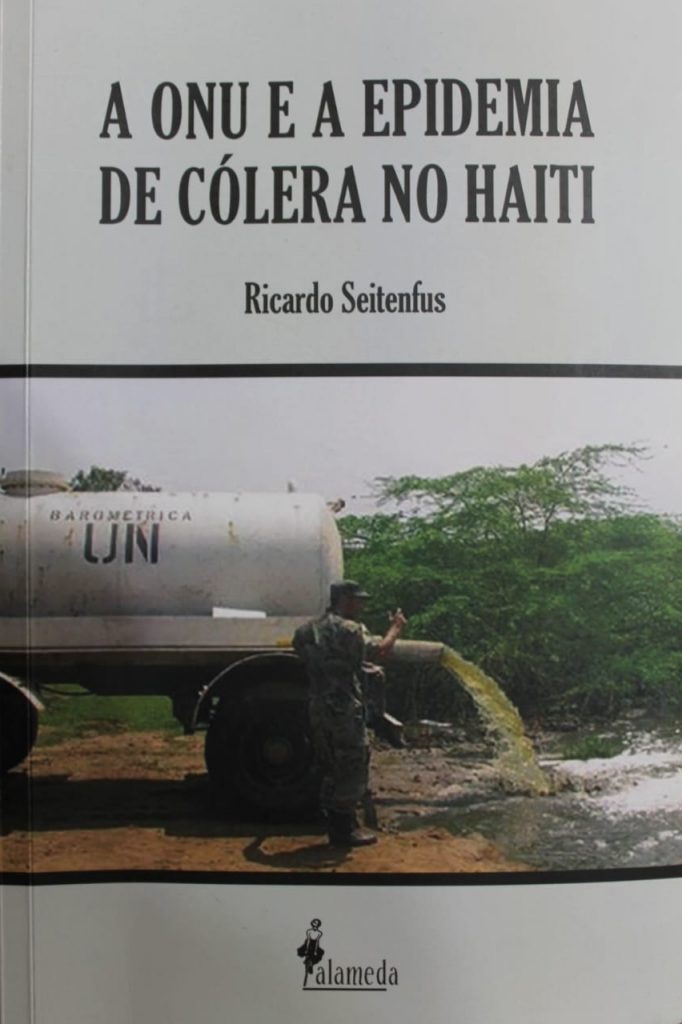 A ONU E A EPIDEMIA
DE CÓLERA NO HAITI
Ricardo Seitenfus
BAROMETRICA
UN
alameda